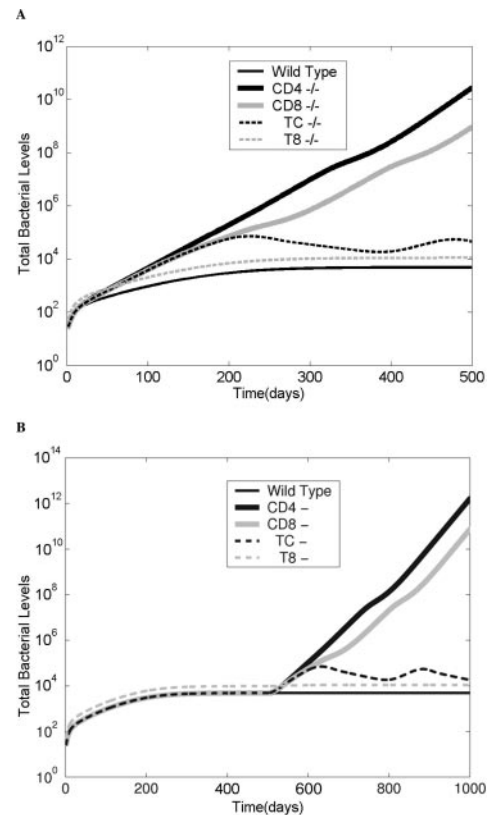 A
10^12
10^10
10^8
10^6
10^4
10^2
10^0
Total Bacterial Levels
Wild Type
CD4 -/-
CD8 -/-
TC -/-
T8 -/-
0 100 200 300 400 500
Time(days)
B
10^14
10^12
10^10
10^8
10^6
10^4
10^2
10^0
Total Bacterial Levels
Wild Type
CD4 –
CD8 –
TC –
T8 –
0 200 400 600 800 1000
Time(days)